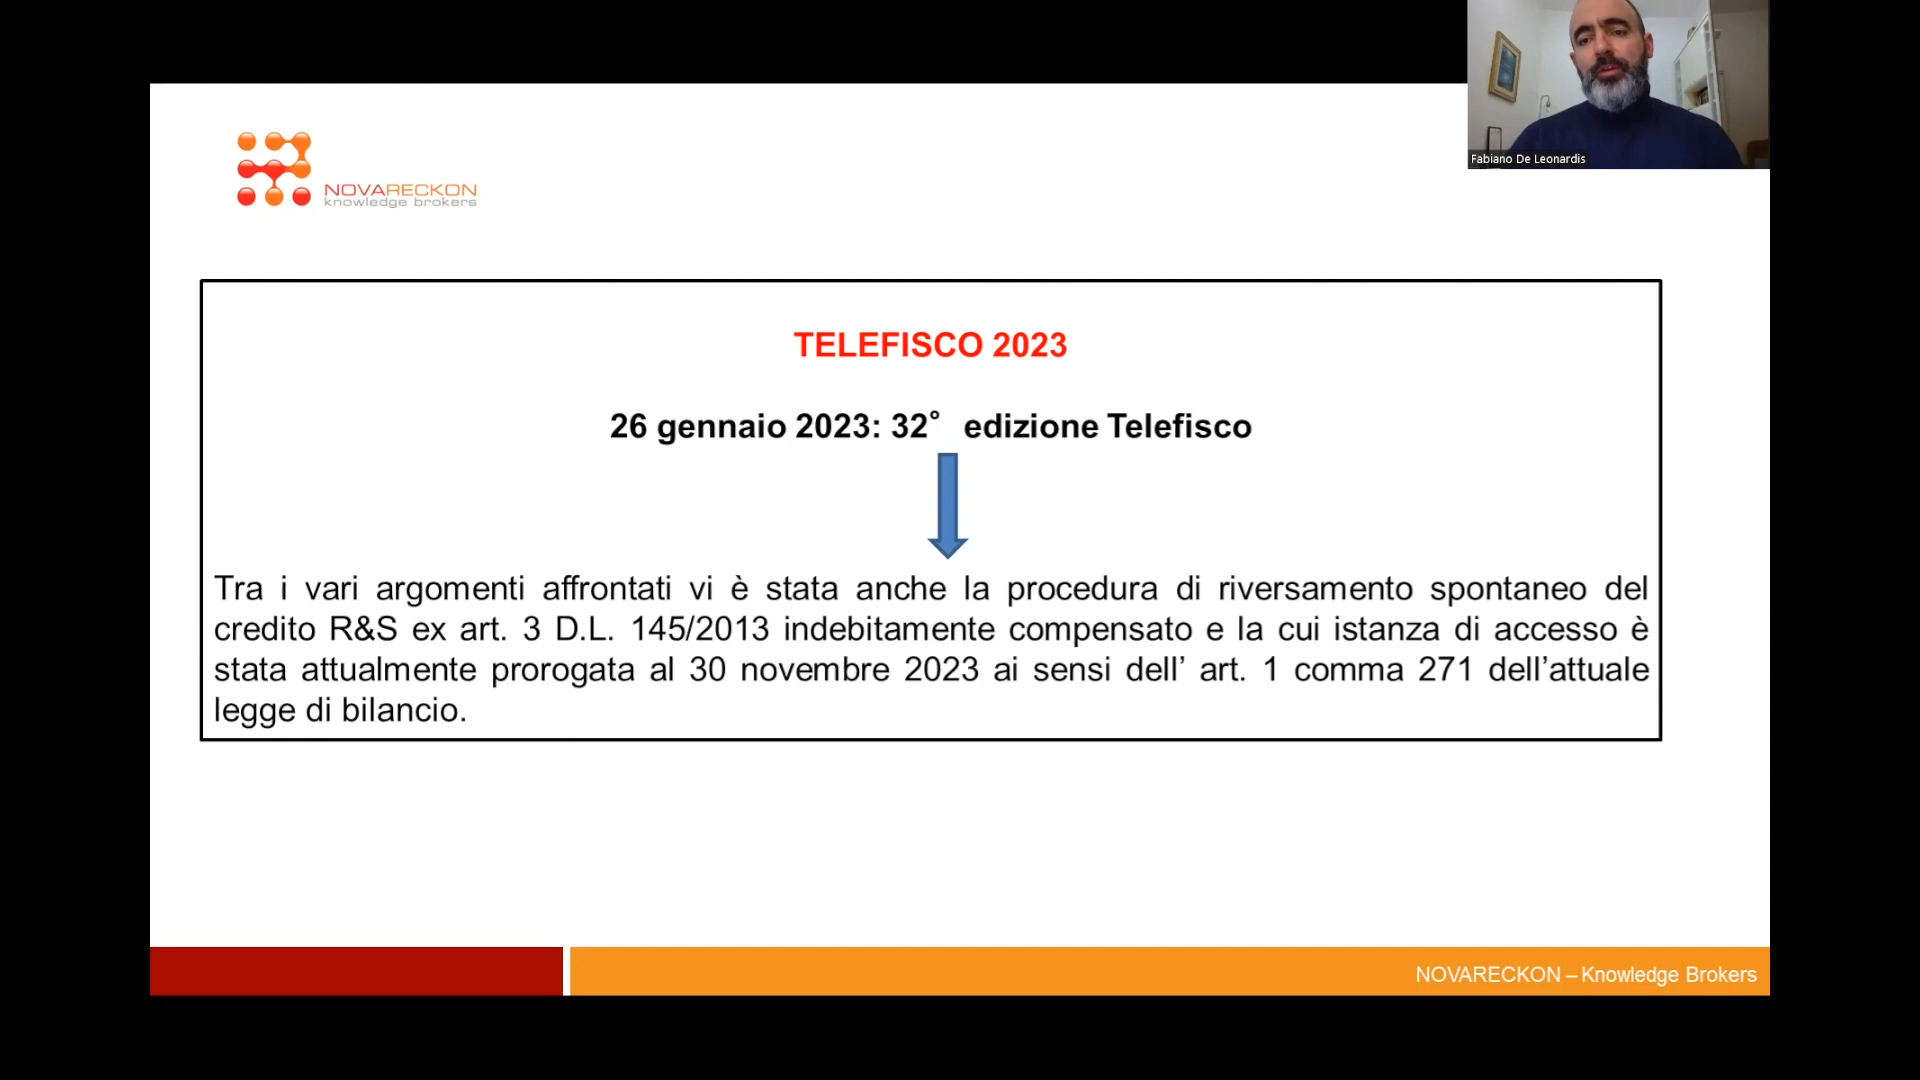 Fabiano De Leonardis
NOVARECKON
knowledge brokers
TELEFISCO 2023
26 gennaio 2023: 32° edizione Telefisco
Tra i vari argomenti affrontati vi è stata anche la procedura di riversamento spontaneo del
credito R&S ex art. 3 D.L. 145/2013 indebitamente compensato e la cui istanza di accesso è
stata attualmente prorogata al 30 novembre 2023 ai sensi dell’ art. 1 comma 271 dell’attuale
legge di bilancio.
NOVARECKON – Knowledge Brokers